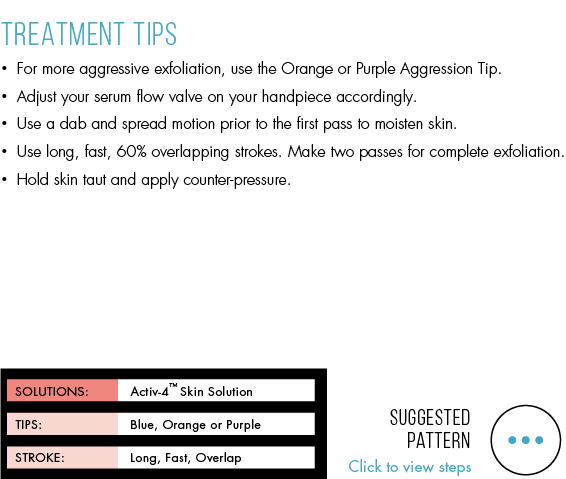 TREATMENT TIPS
• For more aggressive exfoliation, use the Orange or Purple Aggression Tip.
• Adjust your serum flow valve on your handpiece accordingly.
• Use a dab and spread motion prior to the first pass to moisten skin.
• Use long, fast, 60% overlapping strokes. Make two passes for complete exfoliation.
• Hold skin taut and apply counter-pressure.
SOLUTIONS: Activ-4™ Skin Solution
TIPS: Blue, Orange or Purple
STROKE: Long, Fast, Overlap
SUGGESTED
PATTERN
Click to view steps